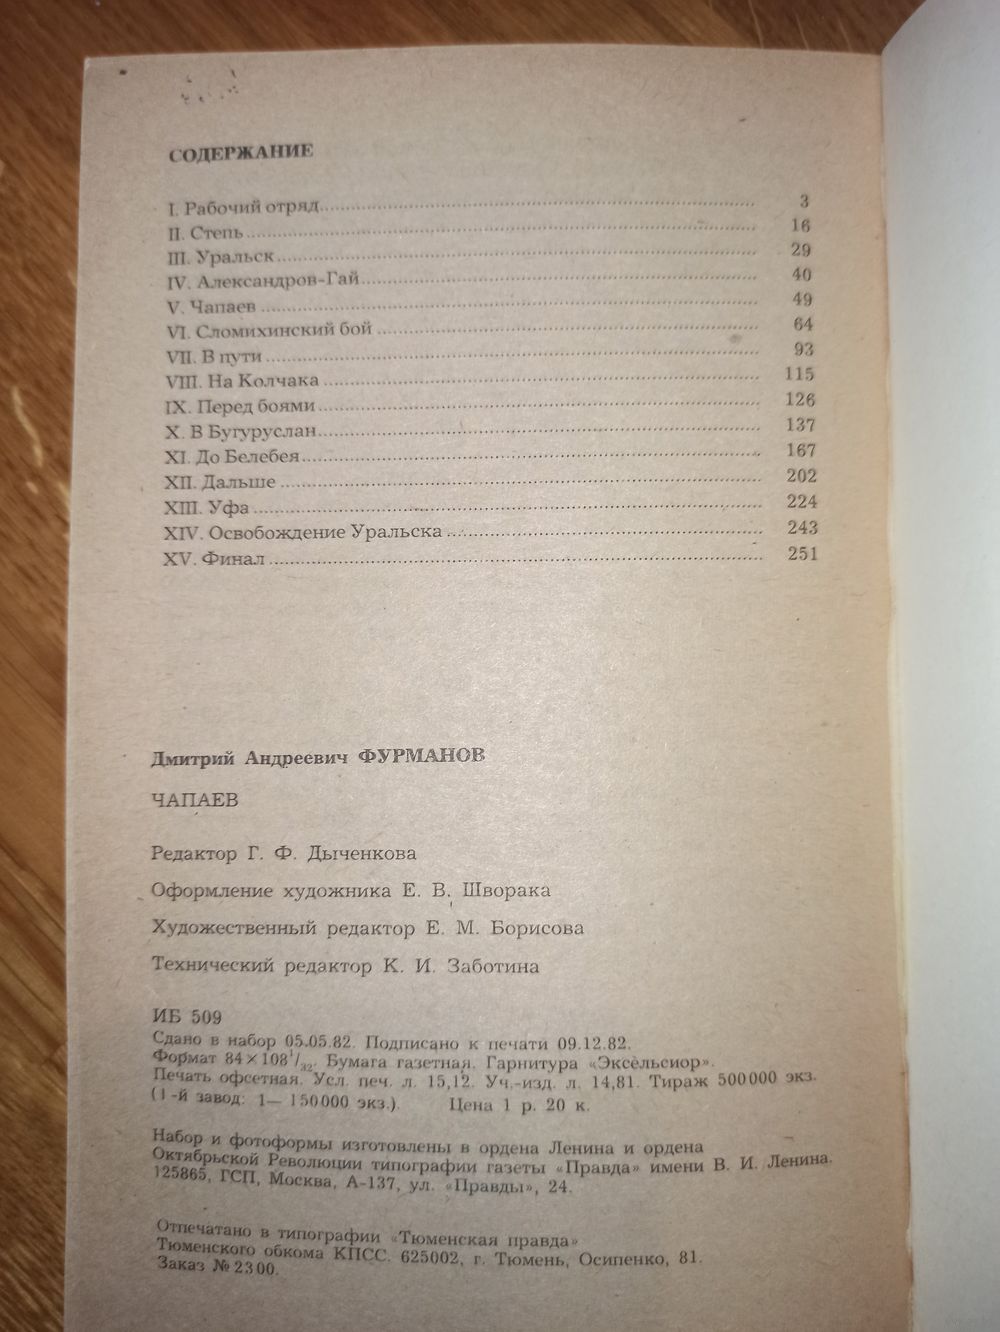 СОДЕРЖАНИЕ
I. Рабочий отряд 3
II. Степь 16
III. Уральск 29
IV. Александров-Гай 40
V. Чапаев 49
VI. Сломихинский бой 64
VII. В пути 93
VIII. На Колчака 115
IX. Перед боями 126
X. В Бугуруслан 137
XI. До Белебея 167
XII. Дальше 202
XIII. Уфа 224
XIV. Освобождение Уральска 243
XV. Финал 251
Дмитрий Андреевич ФУРМАНОВ
ЧАПАЕВ
Редактор Г. Ф. Дыченкова
Оформление художника Е. В. Шворака
Художественный редактор Е. М. Борисова
Технический редактор К. И. Заботина
ИБ 509
Сдано в набор 05.05.82. Подписано к печати 09.12.82.
Формат 84×108 1/32. Бумага газетная. Гарнитура «Эксельсиор».
Печать офсетная. Усл. печ. л. 15,12. Уч.-изд. л. 14,81. Тираж 500000 экз.
(1-й завод: 1— 150000 экз.). Цена 1 р. 20 к.
Набор и фотоформы изготовлены в ордена Ленина и ордена
Октябрьской Революции типографии газеты «Правда» имени В. И. Ленина.
125865, ГСП, Москва, А-137, ул. «Правды», 24.
Отпечатано в типографии «Тюменская правда»
Тюменского обкома КПСС. 625002, г. Тюмень, Осипенко, 81.
Заказ № 2300.